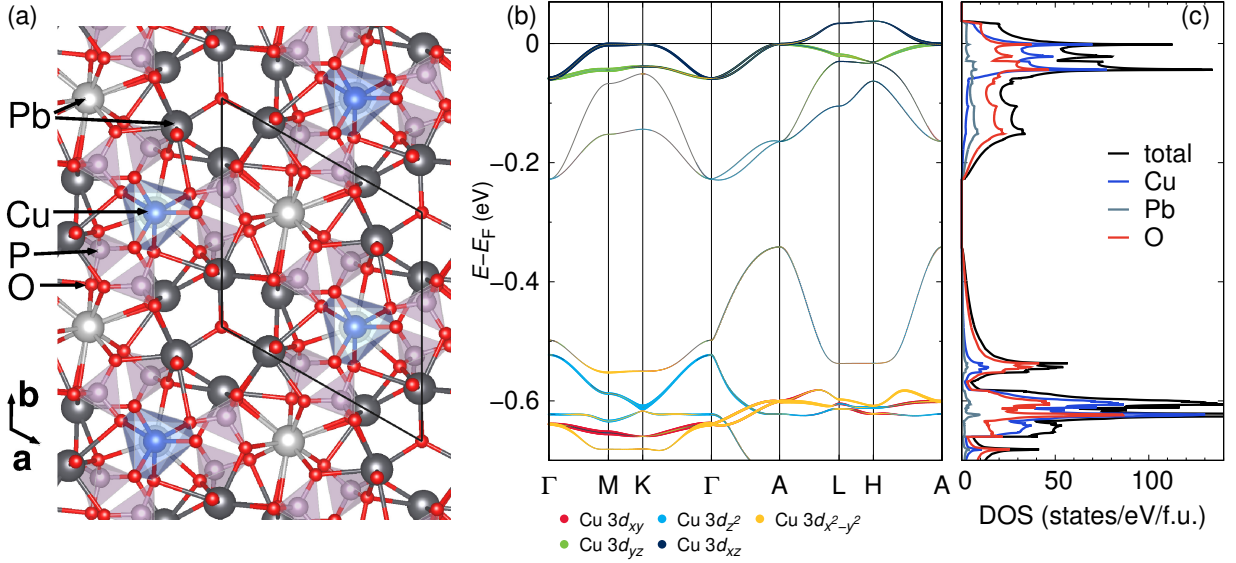 (a)
Pb
Cu
P
O
b
a
(b)
E−E_F (eV)
0
−0.2
−0.4
−0.6
Γ M K Γ A L H A
Cu 3d_xy Cu 3d_z² Cu 3d_x²−y²
Cu 3d_yz Cu 3d_xz
(c)
total
Cu
Pb
O
0 50 100
DOS (states/eV/f.u.)